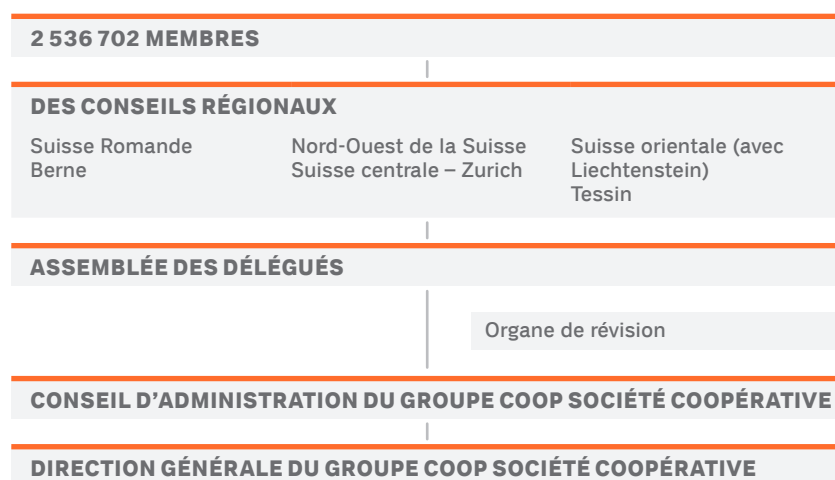 2 536 702 MEMBRES
DES CONSEILS RÉGIONAUX
Suisse Romande
Berne
Nord-Ouest de la Suisse
Suisse centrale – Zurich
Suisse orientale (avec
Liechtenstein)
Tessin
ASSEMBLÉE DES DÉLÉGUÉS
Organe de révision
CONSEIL D’ADMINISTRATION DU GROUPE COOP SOCIÉTÉ COOPÉRATIVE
DIRECTION GÉNÉRALE DU GROUPE COOP SOCIÉTÉ COOPÉRATIVE